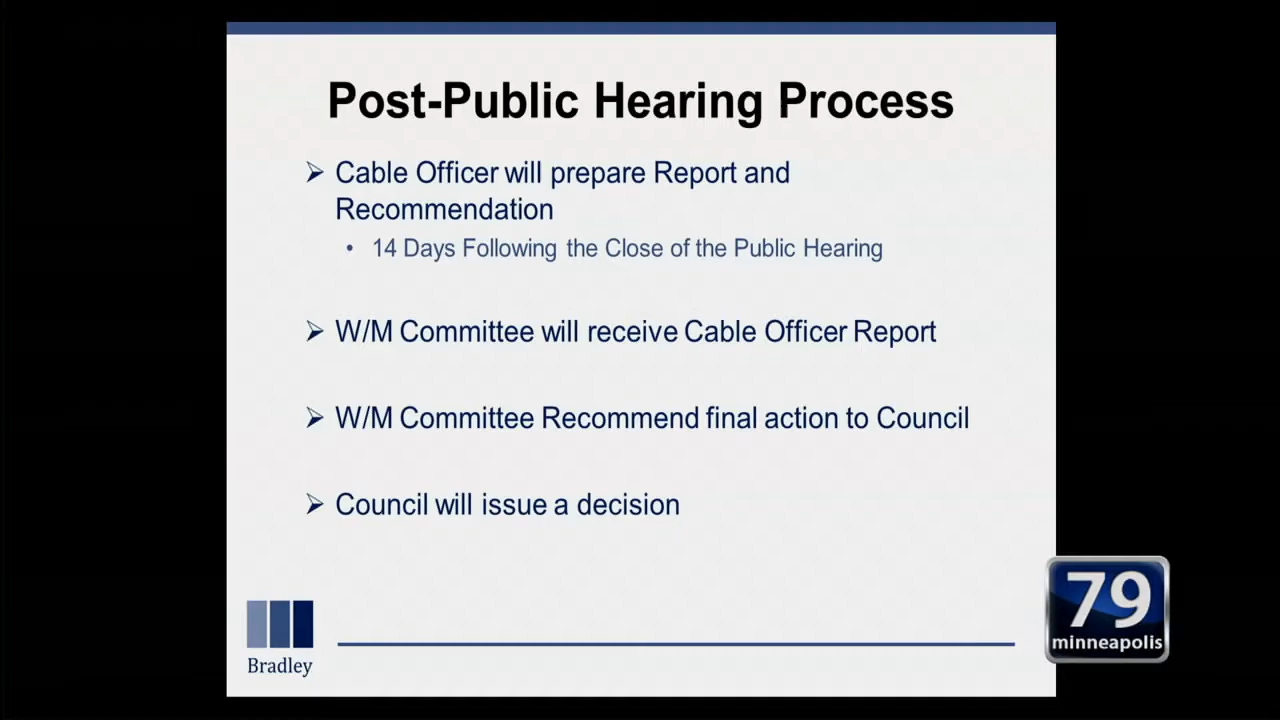 Post-Public Hearing Process
➢ Cable Officer will prepare Report and
Recommendation
• 14 Days Following the Close of the Public Hearing
➢ W/M Committee will receive Cable Officer Report
➢ W/M Committee Recommend final action to Council
➢ Council will issue a decision
79
minneapolis
Bradley